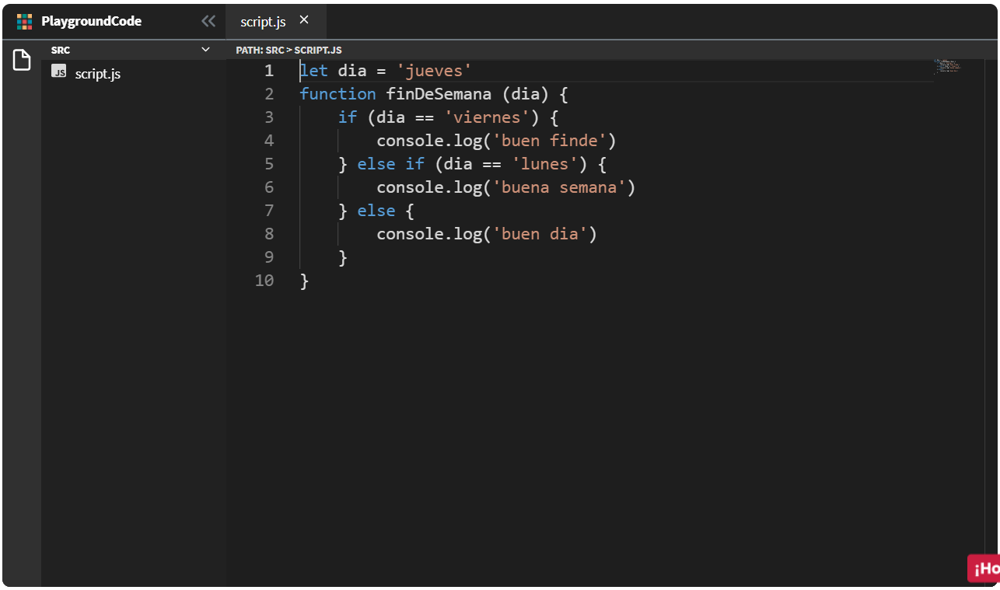 PlaygroundCode
script.js
SRC
PATH: SRC > SCRIPT.JS
JS script.js
1 let dia = 'jueves'
2 function finDeSemana (dia) {
3     if (dia == 'viernes') {
4         console.log('buen finde')
5     } else if (dia == 'lunes') {
6         console.log('buena semana')
7     } else {
8         console.log('buen dia')
9     }
10 }
¡Ho